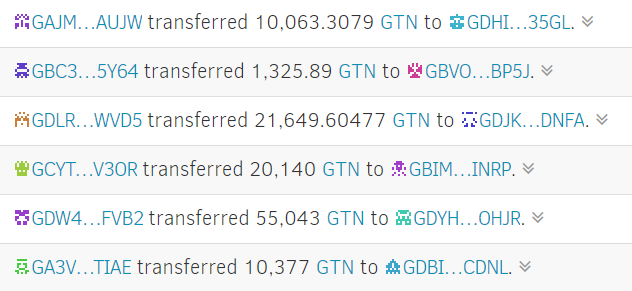 GAJM…AUJW transferred 10,063.3079 GTN to GDHI…35GL.
GBC3…5Y64 transferred 1,325.89 GTN to GBVO…BP5J.
GDLR…WVD5 transferred 21,649.60477 GTN to GDJK…DNFA.
GCYT…V3OR transferred 20,140 GTN to GBIM…INRP.
GDW4…FVB2 transferred 55,043 GTN to GDYH…OHJR.
GA3V…TIAE transferred 10,377 GTN to GDBI…CDNL.